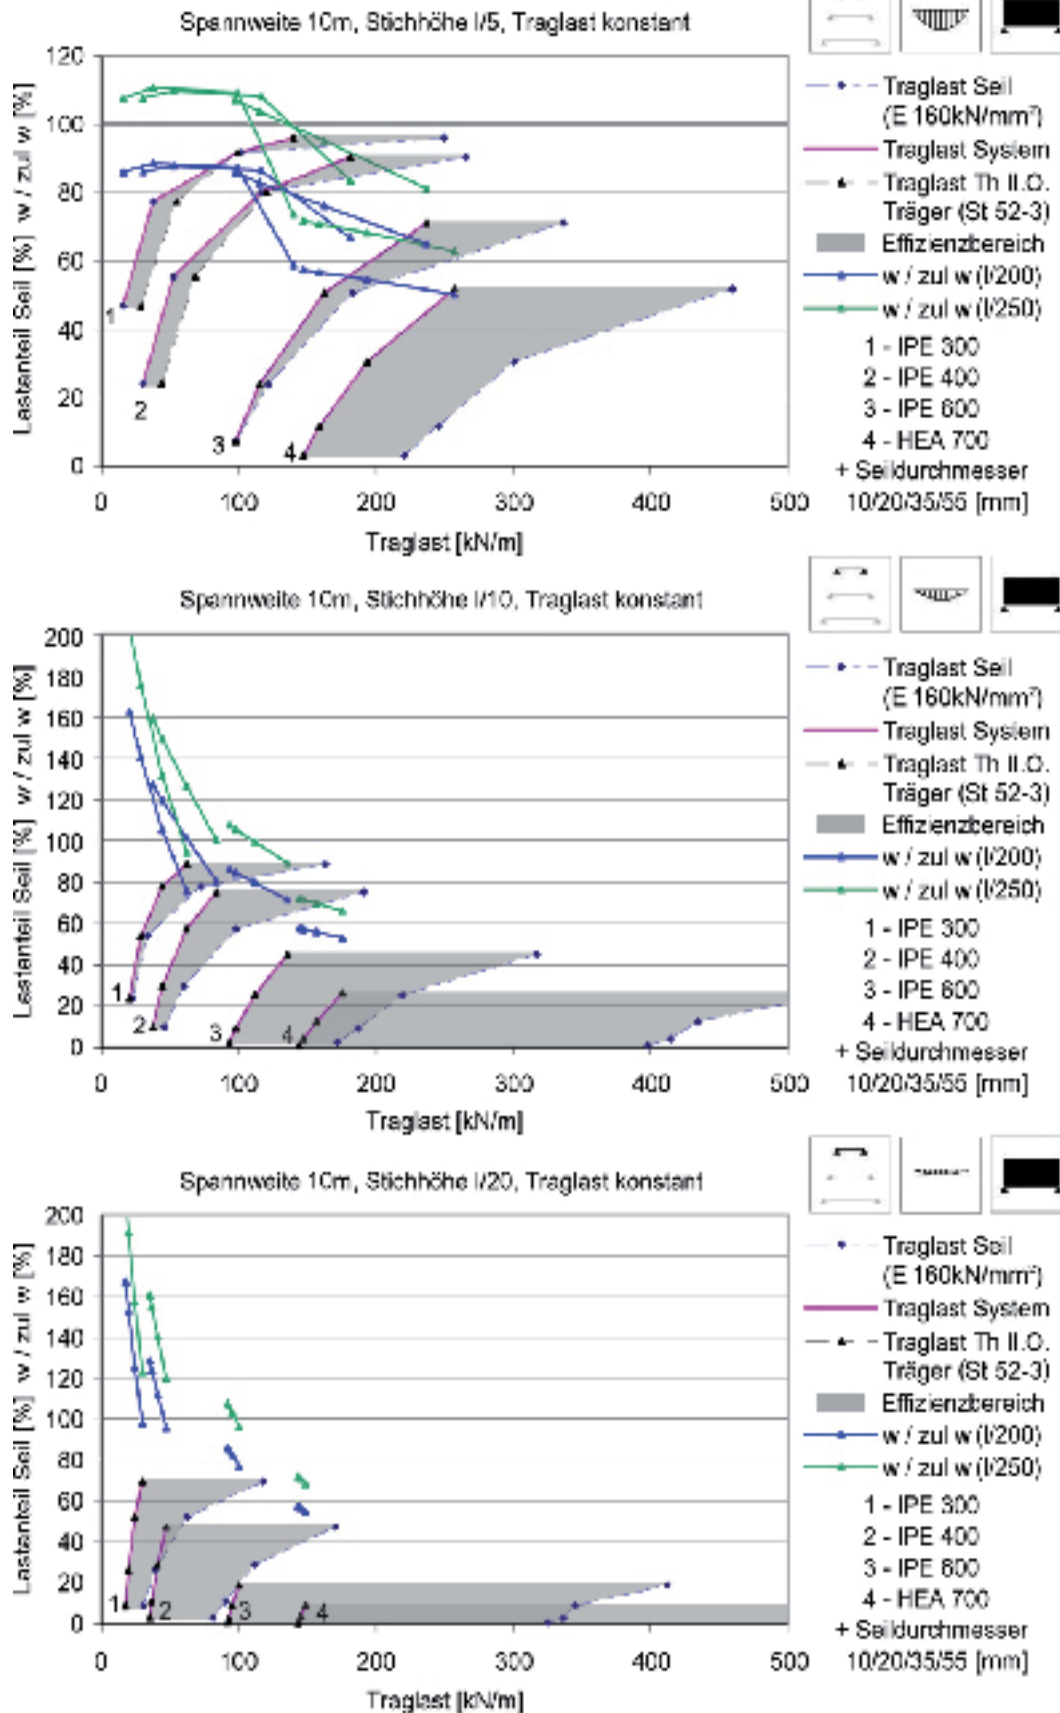 Spannweite 10m, Stichhöhe l/5, Traglast konstant
Lastanteil Seil [%]  w / zul w [%]
120
100
80
60
40
20
0
1
2
3
4
0 100 200 300 400 500
Traglast [kN/m]
Traglast Seil
(E 160kN/mm²)
Traglast System
Traglast Th II.O.
Träger (St 52-3)
Effizienzbereich
w / zul w (l/200)
w / zul w (l/250)
1 - IPE 300
2 - IPE 400
3 - IPE 600
4 - HEA 700
+ Seildurchmesser
10/20/35/55 [mm]
Spannweite 10m, Stichhöhe l/10, Traglast konstant
Lastanteil Seil [%]  w / zul w [%]
200
180
160
140
120
100
80
60
40
20
0
1
2
3
4
0 100 200 300 400 500
Traglast [kN/m]
Traglast Seil
(E 160kN/mm²)
Traglast System
Traglast Th II.O.
Träger (St 52-3)
Effizienzbereich
w / zul w (l/200)
w / zul w (l/250)
1 - IPE 300
2 - IPE 400
3 - IPE 600
4 - HEA 700
+ Seildurchmesser
10/20/35/55 [mm]
Spannweite 10m, Stichhöhe l/20, Traglast konstant
Lastanteil Seil [%]  w / zul w [%]
200
180
160
140
120
100
80
60
40
20
0
1
2
3
4
0 100 200 300 400 500
Traglast [kN/m]
Traglast Seil
(E 160kN/mm²)
Traglast System
Traglast Th II.O.
Träger (St 52-3)
Effizienzbereich
w / zul w (l/200)
w / zul w (l/250)
1 - IPE 300
2 - IPE 400
3 - IPE 600
4 - HEA 700
+ Seildurchmesser
10/20/35/55 [mm]